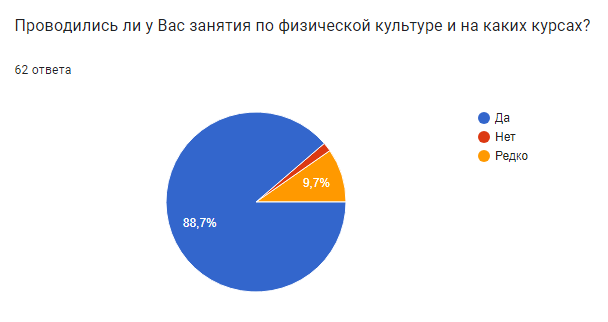 Проводились ли у Вас занятия по физической культуре и на каких курсах?
62 ответа
Да
Нет
Редко
9,7%
88,7%